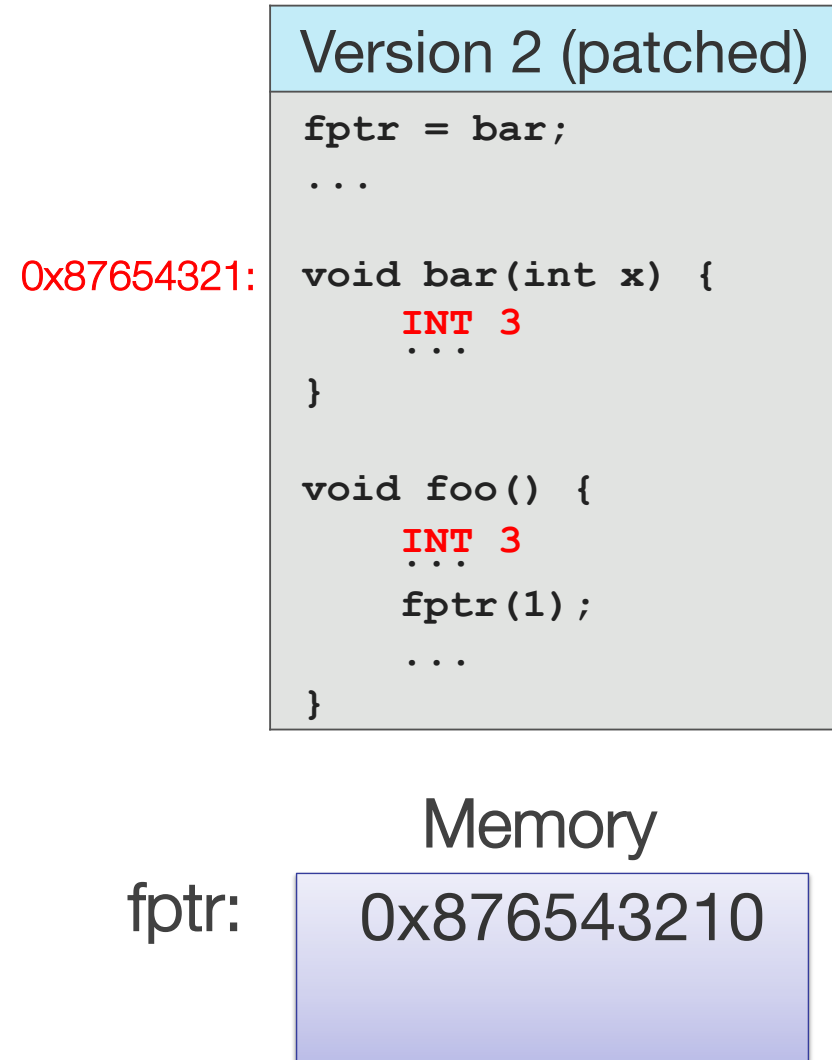 Version 2 (patched)
fptr = bar;
...
0x87654321: void bar(int x) {
INT 3
...
}
void foo() {
INT 3
...
fptr(1);
...
}
Memory
fptr: 0x876543210